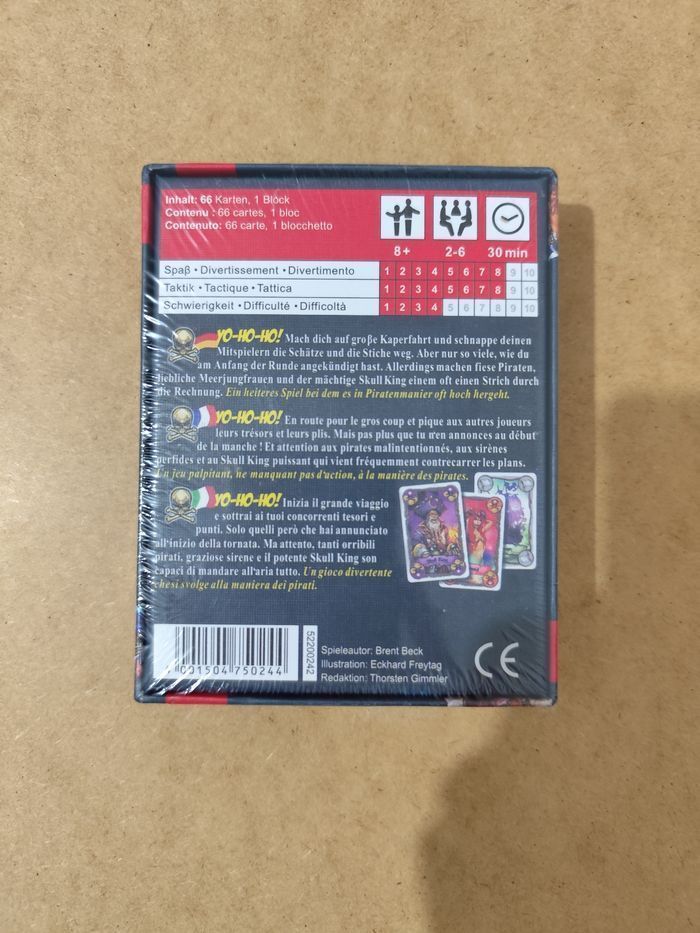 Inhalt: 66 Karten, 1 Block
Contenu : 66 cartes, 1 bloc
Contenuto: 66 carte, 1 blocchetto
8+ 2-6 30 min
Spaß • Divertissement • Divertimento 1 2 3 4 5 6 7 8 9 10
Taktik • Tactique • Tattica 1 2 3 4 5 6 7 8 9 10
Schwierigkeit • Difficulté • Difficoltà 1 2 3 4 5 6 7 8 9 10
YO-HO-HO! Mach dich auf große Kaperfahrt und schnappe deinen
Mitspielern die Schätze und die Stiche weg. Aber nur so viele, wie du
am Anfang der Runde angekündigt hast. Allerdings machen fiese Piraten,
liebliche Meerjungfrauen und der mächtige Skull King einem oft einen Strich durch
die Rechnung. Ein heiteres Spiel bei dem es in Piratenmanier oft hoch hergeht.
YO-HO-HO! En route pour le gros coup et pique aux autres joueurs
leurs trésors et leurs plis. Mais pas plus que tu n'en annonces au début
de la manche ! Et attention aux pirates malintentionnés, aux sirènes
perfides et au Skull King puissant qui vient fréquemment contrecarrer les plans.
Un jeu palpitant, ne manquant pas d'action, à la manière des pirates.
YO-HO-HO! Inizia il grande viaggio
e sottrai ai tuoi concorrenti tesori e
punti. Solo quelli però che hai annunciato
all'inizio della tornata. Ma attento, tanti orribili
pirati, graziose sirene e il potente Skull King son
capaci di mandare all'aria tutto. Un gioco divertente
chesi svolge alla maniera dei pirati.
4 001504 750244
52200242
Spieleautor: Brent Beck
Illustration: Eckhard Freytag
Redaktion: Thorsten Gimmler
CE